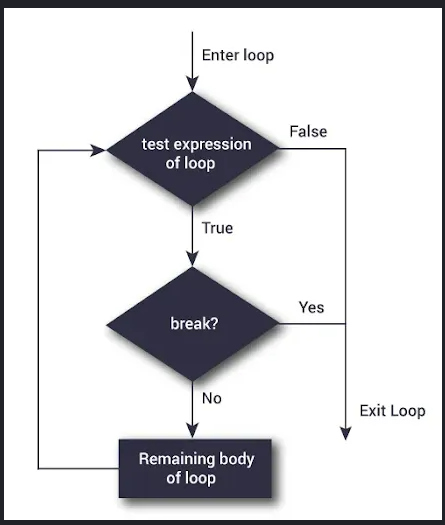 Enter loop
test expression
of loop
False
True
break?
Yes
No
Exit Loop
Remaining body
of loop